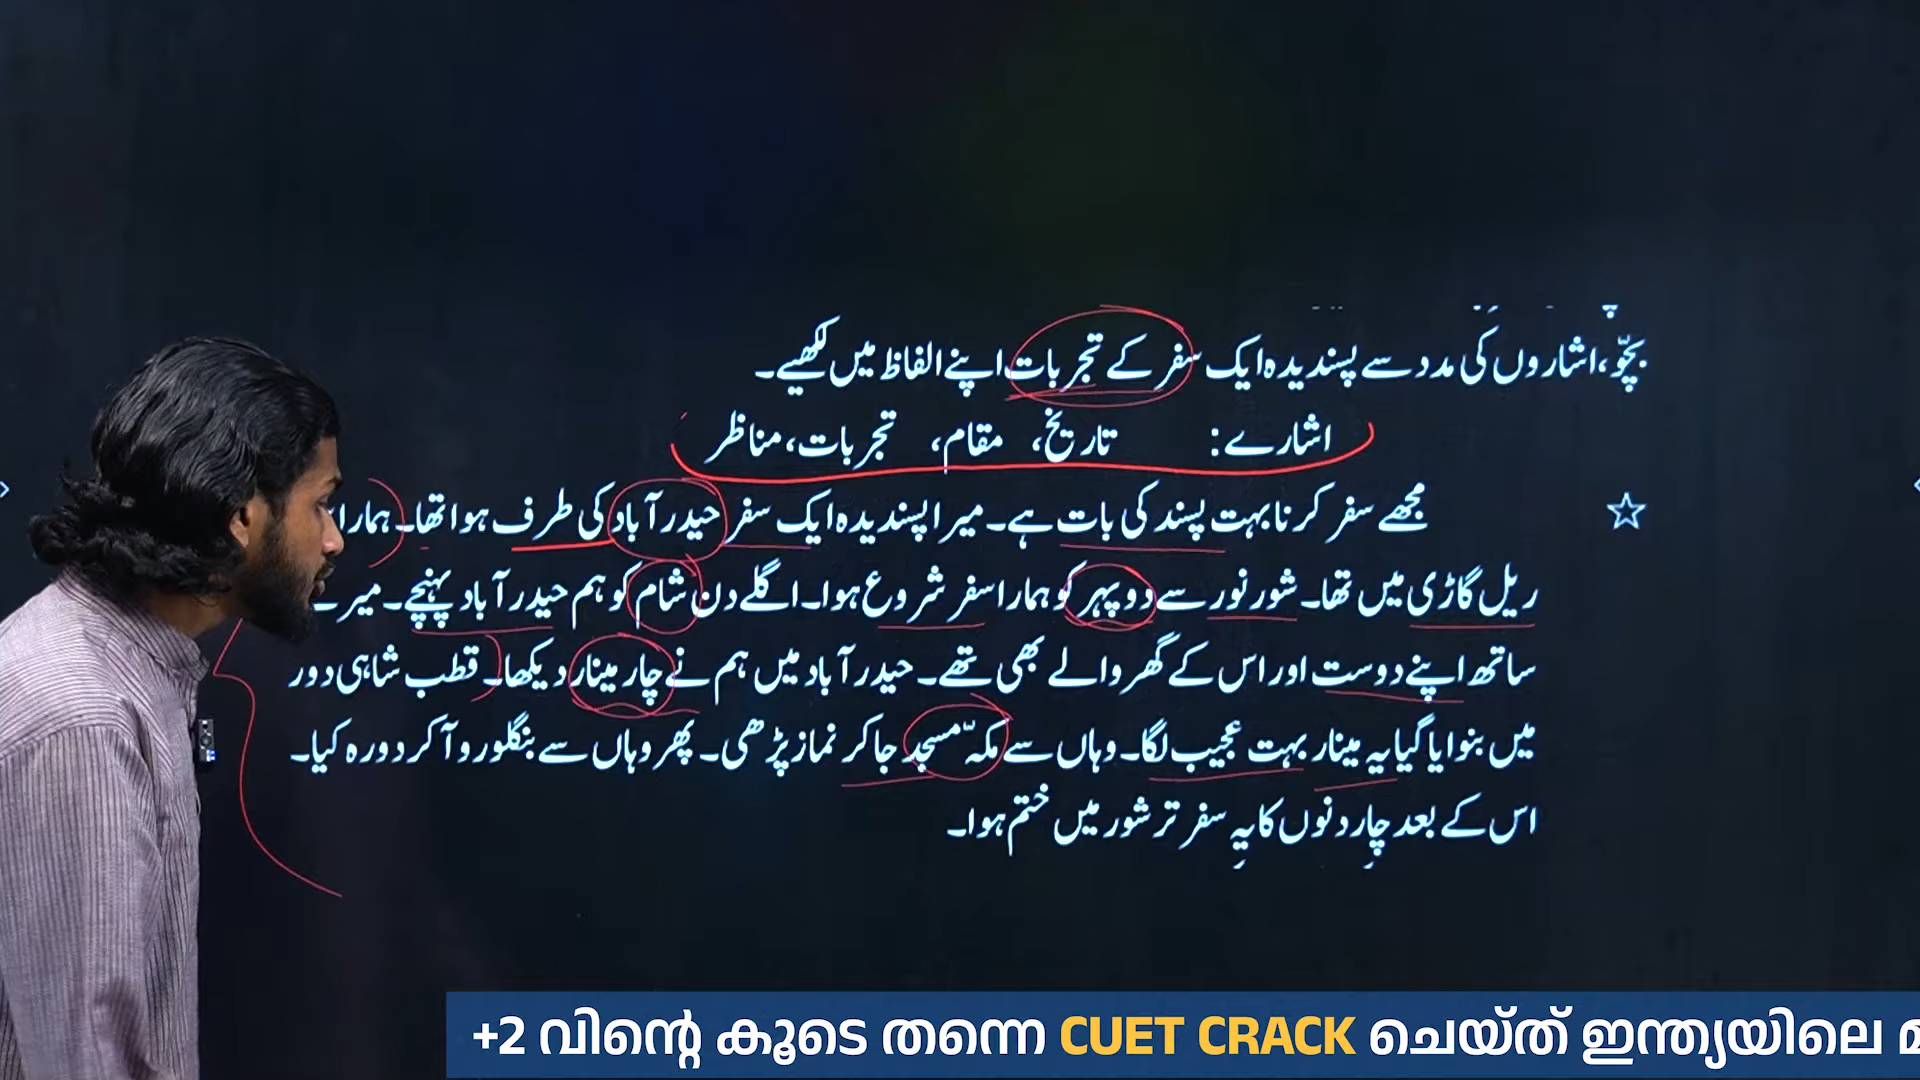 بچّو، اشاروں کی مدد سے پسندیدہ ایک سفر کے تجربات اپنے الفاظ میں لکھیے۔
اشارے: تاریخ، مقام، تجربات، مناظر
مجھے سفر کرنا بہت پسند کی بات ہے۔ میرا پسندیدہ ایک سفر حیدر آباد کی طرف ہوا تھا۔ ہمارا
ریل گاڑی میں تھا۔ شور نور سے دوپہر کو ہمارا سفر شروع ہوا۔ اگلے دن شام کو ہم حیدر آباد پہنچے۔ میرے
ساتھ اپنے دوست اور اس کے گھر والے بھی تھے۔ حیدر آباد میں ہم نے چار مینار دیکھا۔ قطب شاہی دور
میں بنوایا گیا یہ مینار بہت عجیب لگا۔ وہاں سے مکہّ مسجد جا کر نماز پڑھی۔ پھر وہاں سے بنگلورو آ کر دورہ کیا۔
اس کے بعد چار دنوں کا یہ سفر ترشور میں ختم ہوا۔
+2 വിന്റെ കൂടെ തന്നെ CUET CRACK ചെയ്ത് ഇന്ത്യയിലെ